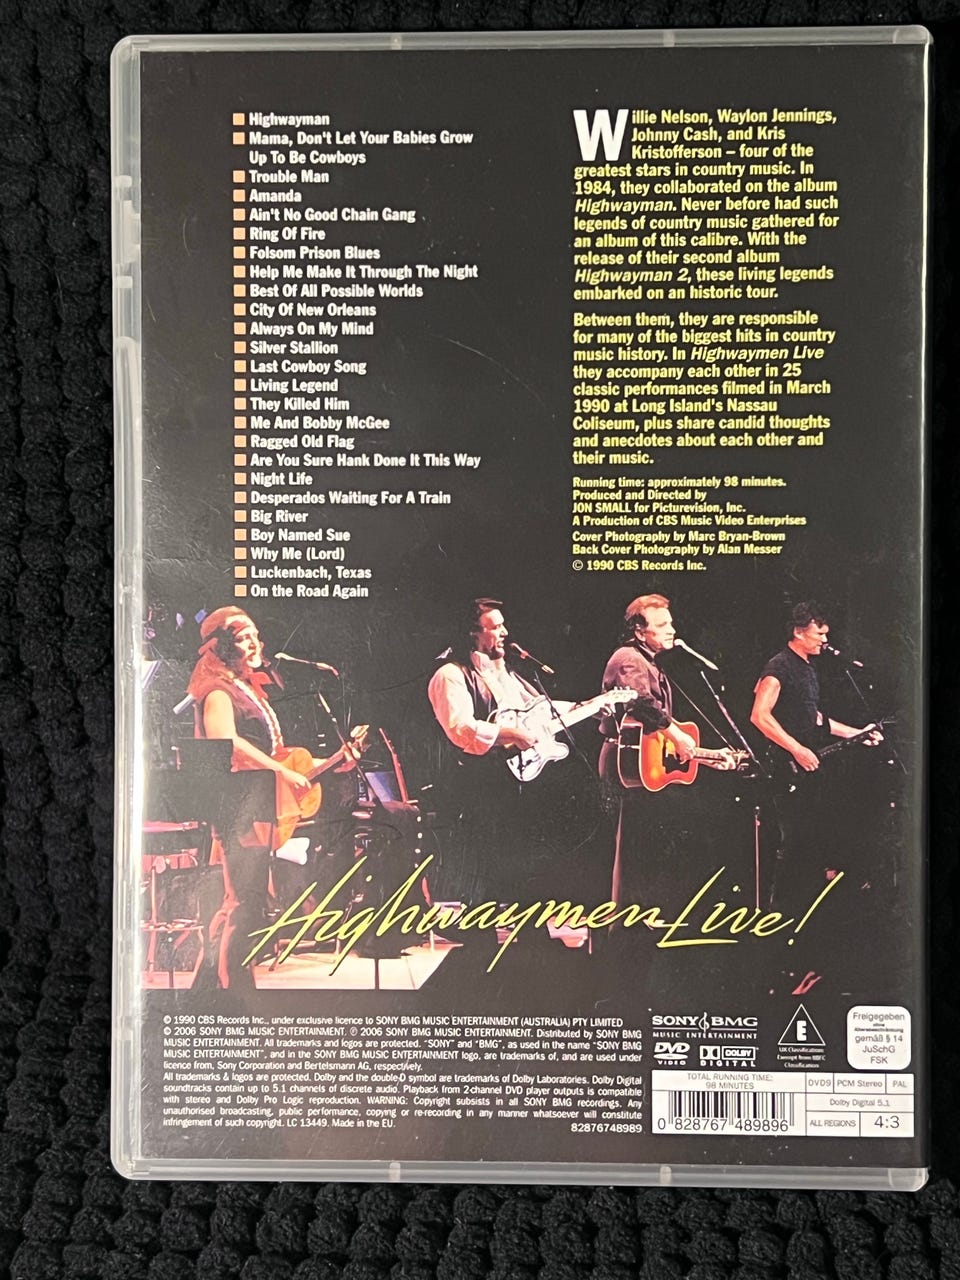 Highwayman
Mama, Don't Let Your Babies Grow
Up To Be Cowboys
Trouble Man
Amanda
Ain't No Good Chain Gang
Ring Of Fire
Folsom Prison Blues
Help Me Make It Through The Night
Best Of All Possible Worlds
City Of New Orleans
Always On My Mind
Silver Stallion
Last Cowboy Song
Living Legend
They Killed Him
Me And Bobby McGee
Ragged Old Flag
Are You Sure Hank Done It This Way
Night Life
Desperados Waiting For A Train
Big River
Boy Named Sue
Why Me (Lord)
Luckenbach, Texas
On the Road Again
Willie Nelson, Waylon Jennings,
Johnny Cash, and Kris
Kristofferson – four of the
greatest stars in country music. In
1984, they collaborated on the album
Highwayman. Never before had such
legends of country music gathered for
an album of this calibre. With the
release of their second album
Highwayman 2, these living legends
embarked on an historic tour.
Between them, they are responsible
for many of the biggest hits in country
music history. In Highwaymen Live
they accompany each other in 25
classic performances filmed in March
1990 at Long Island's Nassau
Coliseum, plus share candid thoughts
and anecdotes about each other and
their music.
Running time: approximately 98 minutes.
Produced and Directed by
JON SMALL for Picturevision, Inc.
A Production of CBS Music Video Enterprises
Cover Photography by Marc Bryan-Brown
Back Cover Photography by Alan Messer
© 1990 CBS Records Inc.
Highwaymen Live!
© 1990 CBS Records Inc., under exclusive licence to SONY BMG MUSIC ENTERTAINMENT (AUSTRALIA) PTY LIMITED
© 2006 SONY BMG MUSIC ENTERTAINMENT. ℗ 2006 SONY BMG MUSIC ENTERTAINMENT. Distributed by SONY BMG
MUSIC ENTERTAINMENT. All trademarks and logos are protected. "SONY" and "BMG", as used in the name "SONY BMG
MUSIC ENTERTAINMENT", and in the SONY BMG MUSIC ENTERTAINMENT logo, are trademarks of, and are used under
licence from, Sony Corporation and Bertelsmann AG, respectively.
All trademarks & logos are protected. Dolby and the double-D symbol are trademarks of Dolby Laboratories. Dolby Digital
soundtracks contain up to 5.1 channels of discrete audio. Playback from 2-channel DVD player outputs is compatible
with stereo and Dolby Pro Logic reproduction. WARNING: Copyright subsists in all SONY BMG recordings. Any
unauthorised broadcasting, public performance, copying or re-recording in any manner whatsoever will constitute
infringement of such copyright. LC 13449. Made in the EU.
82876748989
SONY BMG
MUSIC ENTERTAINMENT
DVD
VIDEO
DOLBY
DIGITAL
E
UK Classification
Exempt from BBFC
Classification
Freigegeben
ohne
Altersbeschränkung
gemäß § 14
JuSchG
FSK
TOTAL RUNNING TIME:
98 MINUTES
0 828767 489896
DVD9 PCM Stereo PAL
Dolby Digital 5.1
ALL REGIONS 4:3